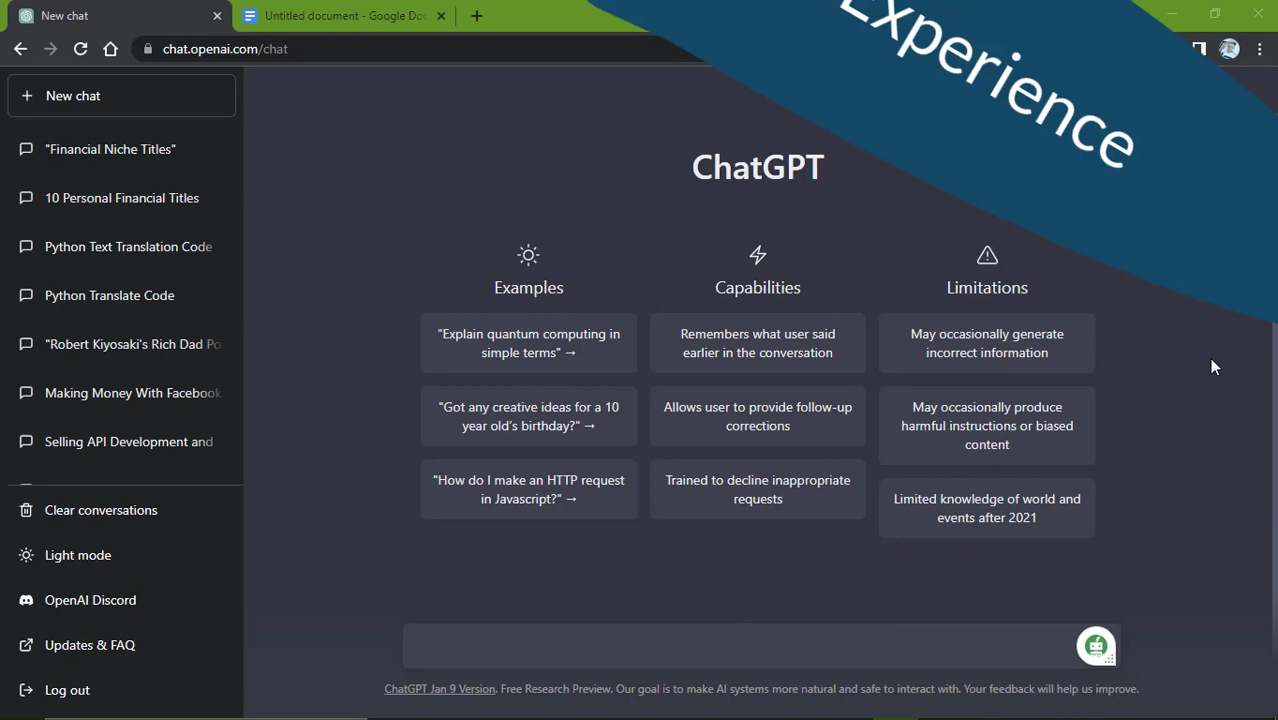 New chat
Untitled document - Google Doc
chat.openai.com/chat
Experience
New chat
"Financial Niche Titles"
10 Personal Financial Titles
Python Text Translation Code
Python Translate Code
"Robert Kiyosaki's Rich Dad Po
Making Money With Facebook
Selling API Development and
Clear conversations
Light mode
OpenAI Discord
Updates & FAQ
Log out
ChatGPT
Examples
"Explain quantum computing in
simple terms" →
"Got any creative ideas for a 10
year old's birthday?" →
"How do I make an HTTP request
in Javascript?" →
Capabilities
Remembers what user said
earlier in the conversation
Allows user to provide follow-up
corrections
Trained to decline inappropriate
requests
Limitations
May occasionally generate
incorrect information
May occasionally produce
harmful instructions or biased
content
Limited knowledge of world and
events after 2021
ChatGPT Jan 9 Version. Free Research Preview. Our goal is to make AI systems more natural and safe to interact with. Your feedback will help us improve.